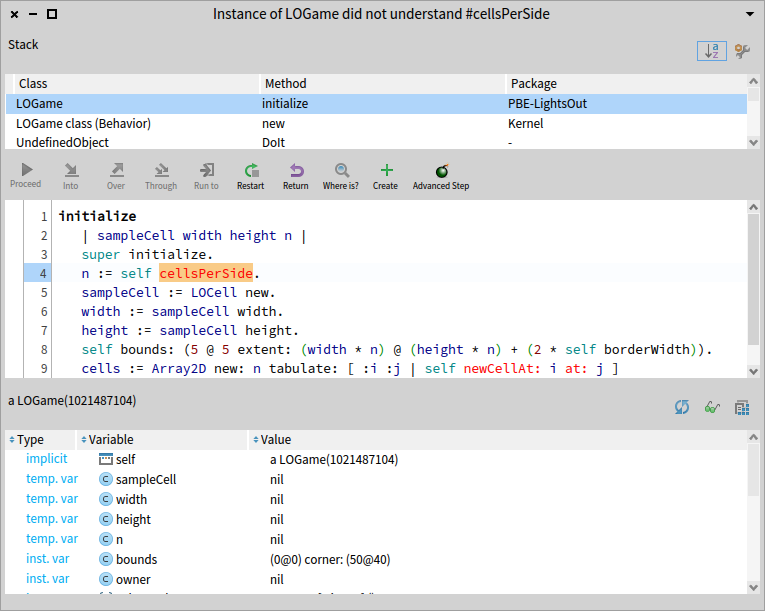 Instance of LOGame did not understand #cellsPerSide
Stack
Class Method Package
LOGame initialize PBE-LightsOut
LOGame class (Behavior) new Kernel
UndefinedObject DoIt -
Proceed Into Over Through Run to Restart Return Where is? Create Advanced Step
1 initialize
2 | sampleCell width height n |
3 super initialize.
4 n := self cellsPerSide.
5 sampleCell := LOCell new.
6 width := sampleCell width.
7 height := sampleCell height.
8 self bounds: (5 @ 5 extent: (width * n) @ (height * n) + (2 * self borderWidth)).
9 cells := Array2D new: n tabulate: [ :i :j | self newCellAt: i at: j ]
a LOGame(1021487104)
Type Variable Value
implicit self a LOGame(1021487104)
temp. var C sampleCell nil
temp. var C width nil
temp. var C height nil
temp. var C n nil
inst. var C bounds (0@0) corner: (50@40)
inst. var C owner nil